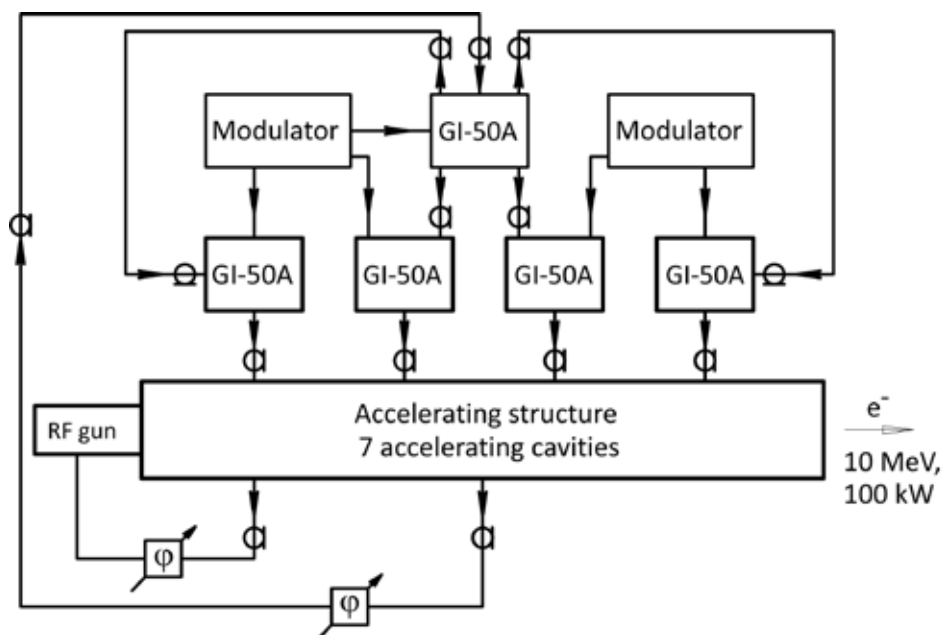 Modulator
GI-50A
Modulator
GI-50A
GI-50A
GI-50A
GI-50A
Accelerating structure
7 accelerating cavities
RF gun
e⁻
10 MeV,
100 kW
φ
φ